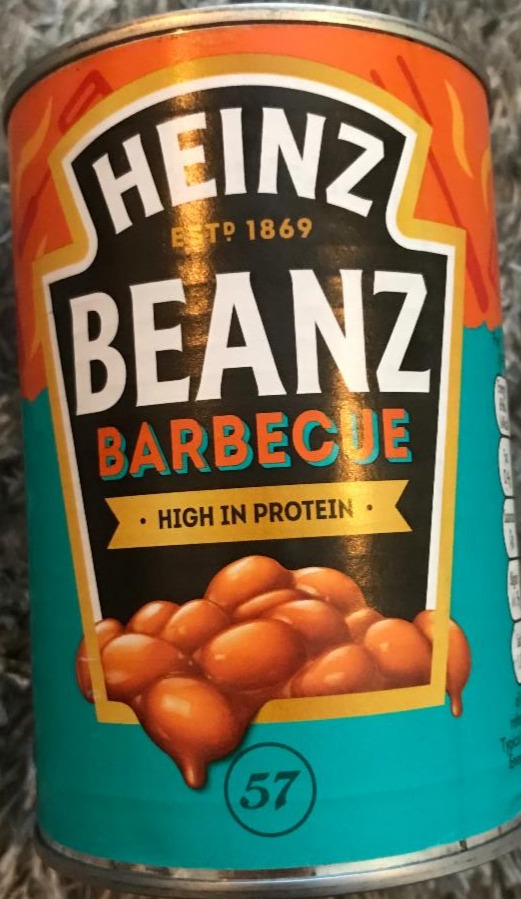 HEINZ
ESTD 1869
BEANZ
BARBECUE
· HIGH IN PROTEIN ·
57